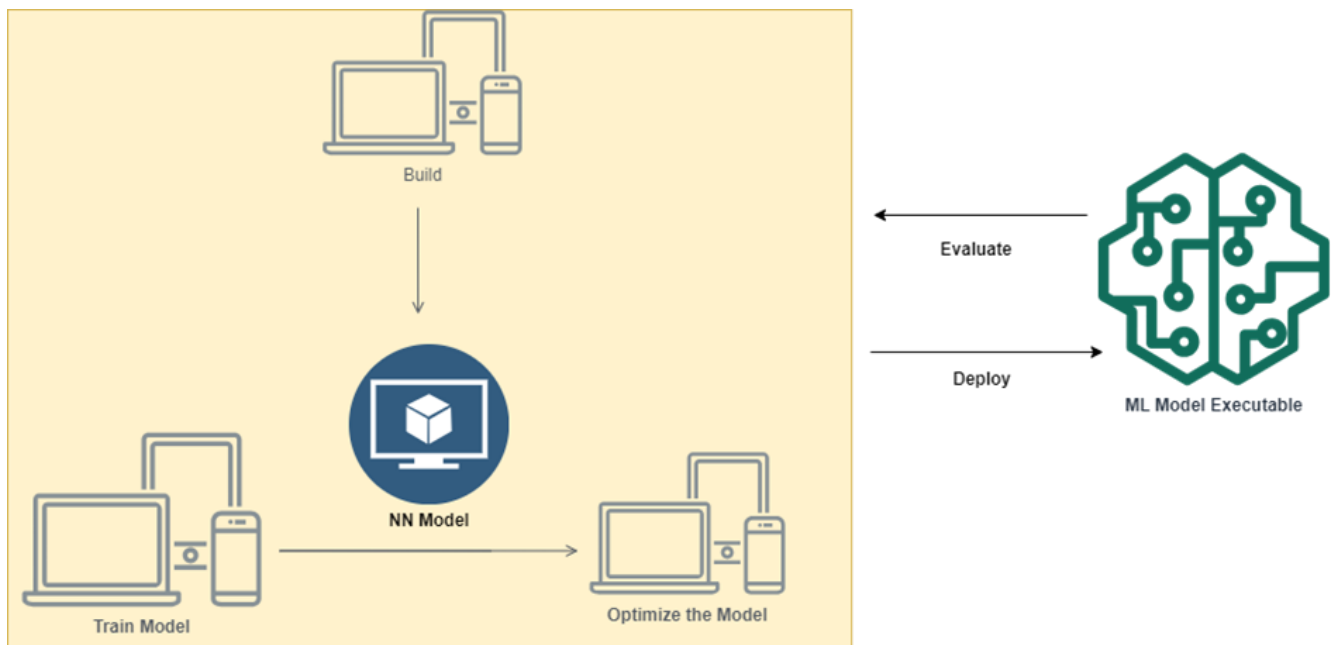 Build
Evaluate
Deploy
ML Model Executable
NN Model
Train Model
Optimize the Model